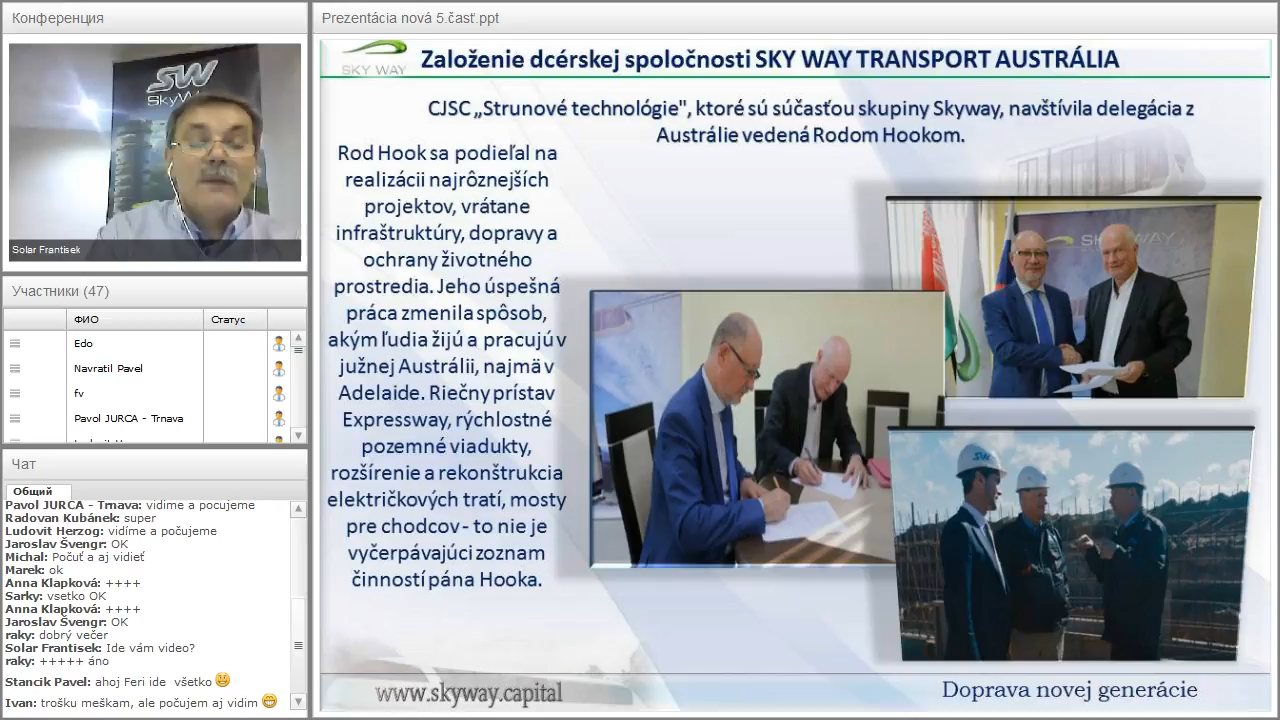 Конференция
SW
SkyWay
Solar Frantisek
Участники (47)
ФИО
Статус
Edo
Navratil Pavel
fv
Pavol JURCA - Trnava
Чат
Общий
Pavol JURCA - Trnava: vidime a pocujeme
Radovan Kubánek: super
Ludovit Herzog: vidíme a počujeme
Jaroslav Švengr: OK
Michal: Počuť a aj vidieť
Marek: ok
Anna Klapková: ++++
Sarky: vsetko OK
Anna Klapková: ++++
Jaroslav Švengr: OK
raky: dobrý večer
Solar Frantisek: Ide vám video?
raky: +++++ áno
Stancik Pavel: ahoj Feri ide všetko
Ivan: trošku meškam, ale počujem aj vidim
Prezentácia nová 5.časť.ppt
SKY WAY
Založenie dcérskej spoločnosti SKY WAY TRANSPORT AUSTRÁLIA
CJSC „Strunové technológie", ktoré sú súčasťou skupiny Skyway, navštívila delegácia z
Austrálie vedená Rodom Hookom.
Rod Hook sa podieľal na
realizácii najrôznejších
projektov, vrátane
infraštruktúry, dopravy a
ochrany životného
prostredia. Jeho úspešná
práca zmenila spôsob,
akým ľudia žijú a pracujú v
južnej Austrálii, najmä v
Adelaide. Riečny prístav
Expressway, rýchlostné
pozemné viadukty,
rozšírenie a rekonštrukcia
električkových tratí, mosty
pre chodcov - to nie je
vyčerpávajúci zoznam
činností pána Hooka.
SKY WAY
SW
www.skyway.capital
Doprava novej generácie